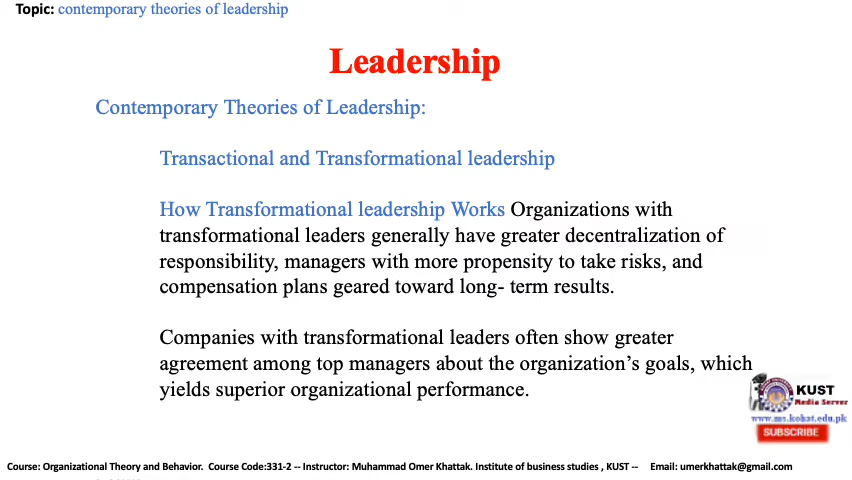 Topic: contemporary theories of leadership
Leadership
Contemporary Theories of Leadership:
Transactional and Transformational leadership
How Transformational leadership Works Organizations with
transformational leaders generally have greater decentralization of
responsibility, managers with more propensity to take risks, and
compensation plans geared toward long- term results.
Companies with transformational leaders often show greater
agreement among top managers about the organization’s goals, which
yields superior organizational performance.
KUST
Media Server
www.ms.kohat.edu.pk
SUBSCRIBE
Course: Organizational Theory and Behavior. Course Code:331-2 -- Instructor: Muhammad Omer Khattak. Institute of business studies , KUST -- Email: umerkhattak@gmail.com